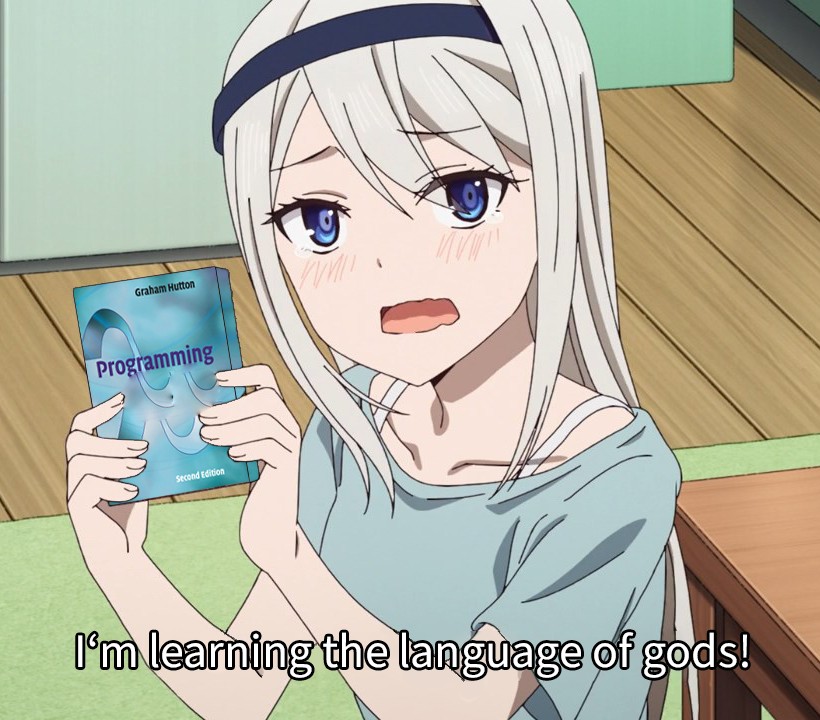 Graham Hutton
Programming
Second Edition
I‘m learning the language of gods!